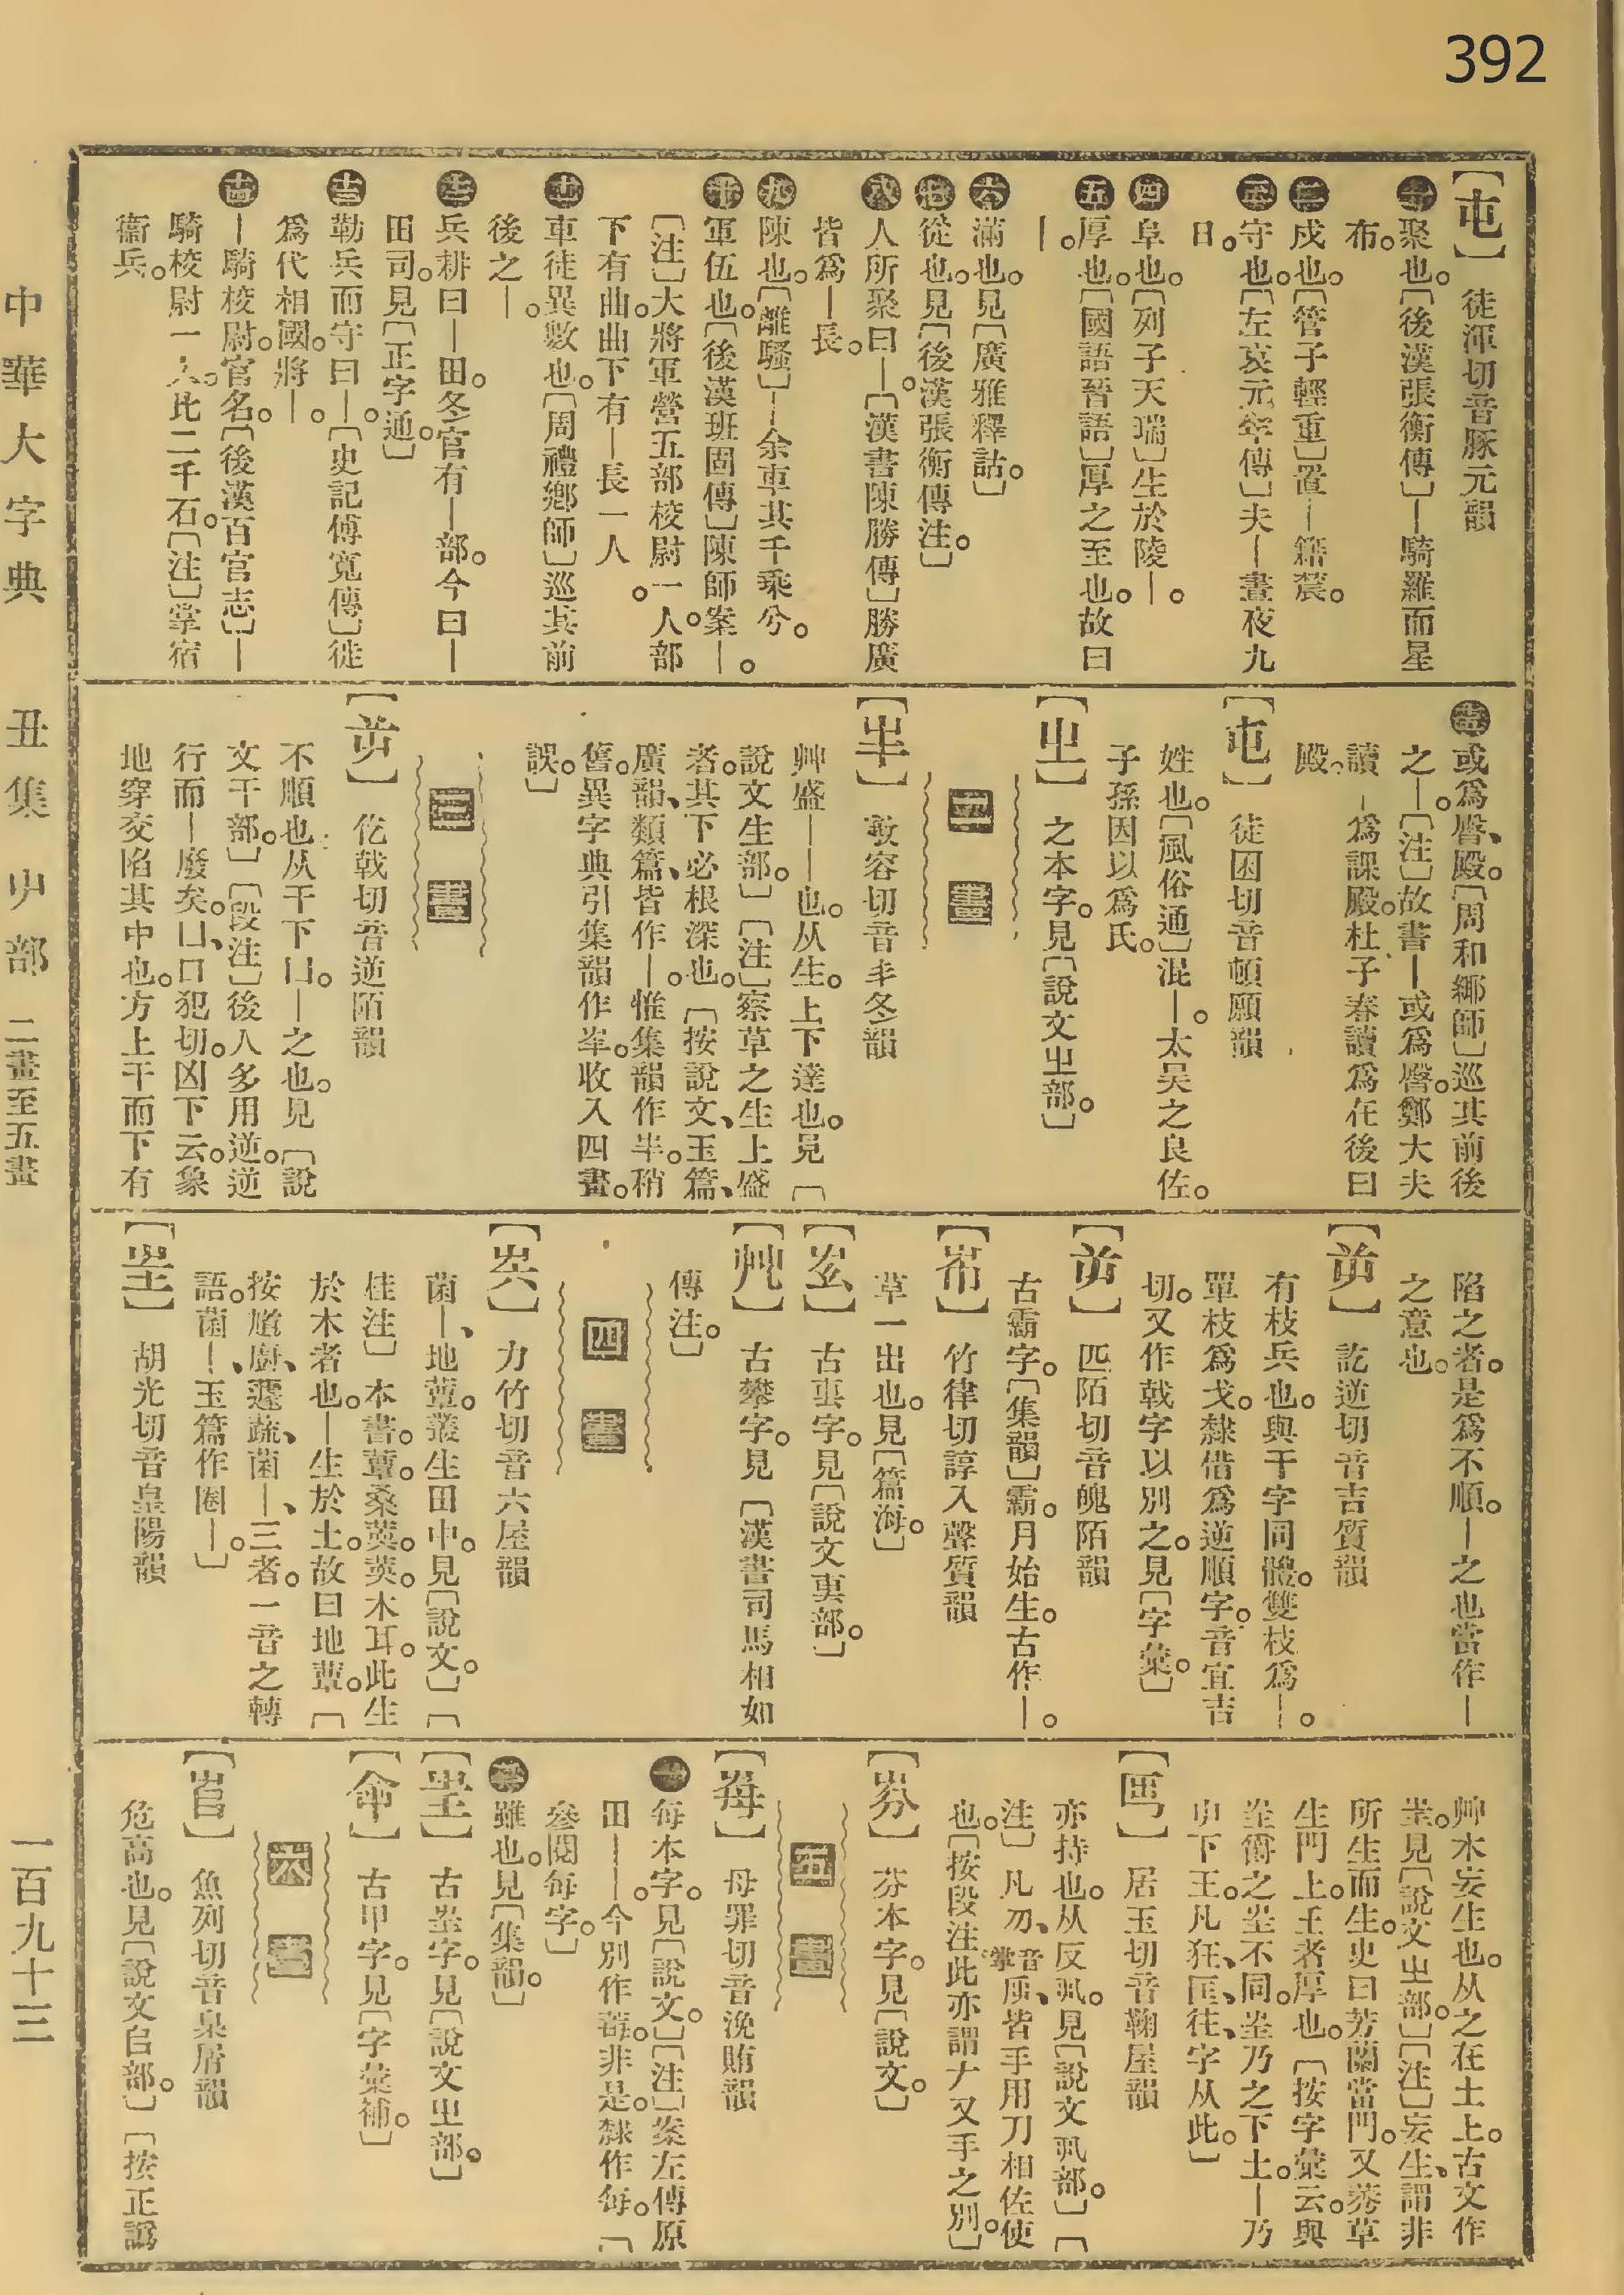 392
【屯】 徒渾切音豚元韻
㊀聚也。〔後漢張衡傳〕―騎羅而星
布。
㊁戍也。〔管子輕重〕置―籍農。
㊂守也。〔左哀元年傳〕夫―晝夜九
日。
㊃阜也。〔列子天瑞〕生於陵―。
㊄厚也。〔國語晉語〕厚之至也。故曰
―。
㊅滿也。見〔廣雅釋詁。〕
㊆從也。見〔後漢張衡傳注。〕
㊇人所聚曰―。〔漢書陳勝傳〕勝廣
皆爲―長。
㊈陳也。〔離騷〕―余車其千乘兮。
㊉軍伍也。〔後漢班固傳〕陳師案―。
〔注〕大將軍營五部校尉一人。部
下有曲。曲下有―長一人。
(十一)車徒異數也。〔周禮鄉師〕巡其前
後之―。
(十二)兵耕曰―田。冬官有―部。今曰―
田司。見〔正字通。〕
(十三)勒兵而守曰―。〔史記傅寬傳〕徙
爲代相國。將―。
(十四)―騎校尉。官名。〔後漢百官志〕―
騎校尉一人。比二千石。〔注〕掌宿
衞兵。
(十五)或爲臀、殿。〔周和鄉師〕巡其前後
之―。〔注〕故書―或爲臀。鄭大夫
讀―爲課殿。杜子春讀爲在後曰
殿。
【屯】 徒困切音頓願韻
姓也。〔風俗通〕混―。太昊之良佐。
子孫因以爲氏。
【㞢】 之本字。見〔說文㞢部。〕
二 畫
敦容切音丰冬韻
艸盛――也。从生。上下達也。見〔
說文生部。〕〔注〕察草之生上盛
者。其下必根深也。〔按說文、玉篇、
廣韻、類篇、皆作―。惟集韻作半。稍
舊。異字典引集韻作峯。收入四畫。
誤。〕
三 畫
【屰】 仡戟切音逆陌韻
不順也从干下凵。―之也。見〔說
文干部。〕〔段注〕後人多用逆。逆
行而―廢矣。凵、口犯切。凶下云。象
地穿交陷其中也。方上干而下有
陷之者。是爲不順。―之也當作―
之意也。
【屰】 訖逆切音吉質韻
有枝兵也。與干字同體。雙枝爲―。
單枝爲戈。隸借爲逆順字。音宜吉
切。又作戟字以別之。見〔字彙。〕
【屰】 匹陌切音魄陌韻
古霸字。〔集韻〕霸。月始生。古作―。
竹律切諄入聲質韻
草一出也。見〔篇海。〕
古叀字。見〔說文叀部。〕
古攀字。見〔漢書司馬相如
傳注。〕
四 畫
力竹切音六屋韻
菌―、地蕈。叢生田中。見〔說文。〕〔
桂注〕本書。蕈。桑䓴。䓴。木耳。此生
於木者也。―生於土。故曰地蕈。〔
按馗廚、蘧蔬、菌―、三者。一音之轉
語。菌―、玉篇作圈―。〕
胡光切音皇陽韻
艸木妄生也。从之在土上。古文作
㞷。見〔說文㞢部。〕〔注〕妄生、謂非
所生而生。史曰芳蘭當門。又莠草
生門上。王者厚也。〔按字彙云。與
㞷奇之㞷不同。㞷乃之下土。―乃
屮下王。凡狂、匡、往、字从此。〕
居玉切音鞠屋韻
亦持也。从反丮。見〔說文丮部。〕〔
注〕凡刅、音掌凥、皆手用刀相佐使
也。〔按段注此亦謂𠂇又手之別。〕
【岎】 芬本字。見〔說文。〕
五 畫
母罪切音浼賄韻
㊀每本字。見〔說文。〕〔注〕案左傳原
田――。今別作莓。非是。隸作每。〔
參閱每字。〕
㊁雖也。見〔集韻。〕
古㞷字。見〔說文㞢部。〕
古甲字。見〔字彙補。〕
六 畫
魚列切音臬屑韻
危高也。見〔說文𠂤部。〕〔按正譌
中華大字典 丑集 屮部 二畫至五畫 一百九十三